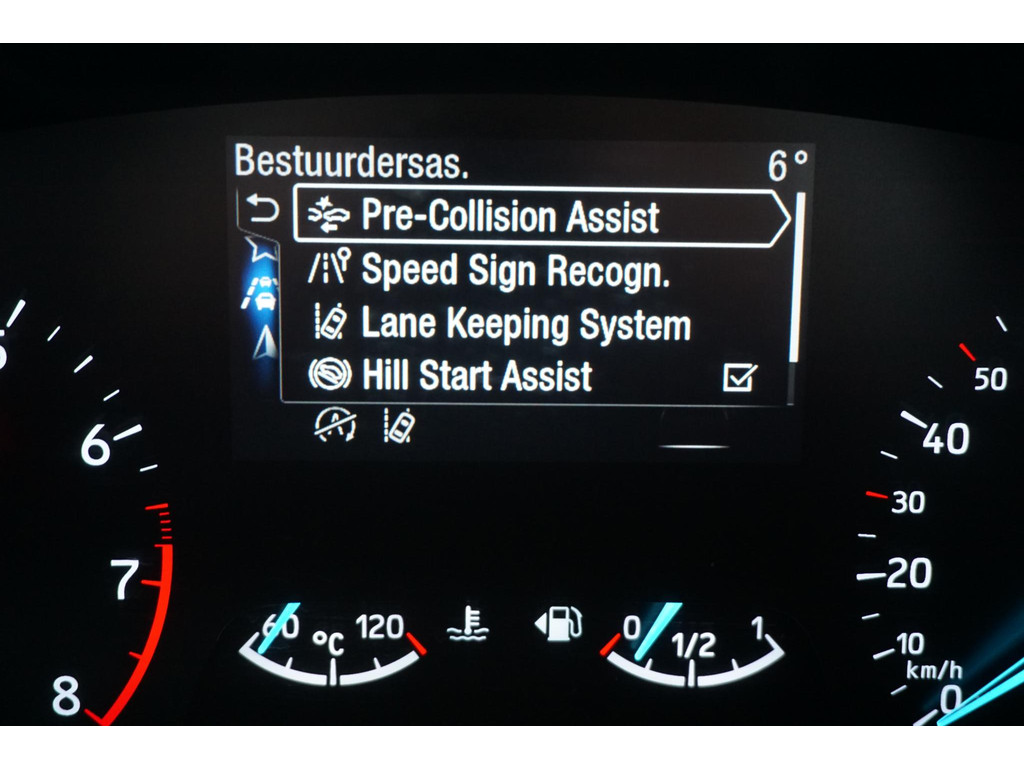 Bestuurdersas. 6°
Pre-Collision Assist
Speed Sign Recogn.
Lane Keeping System
Hill Start Assist
A
6
7
8
60 °C 120
0 1/2 1
50
40
30
20
10
km/h
0